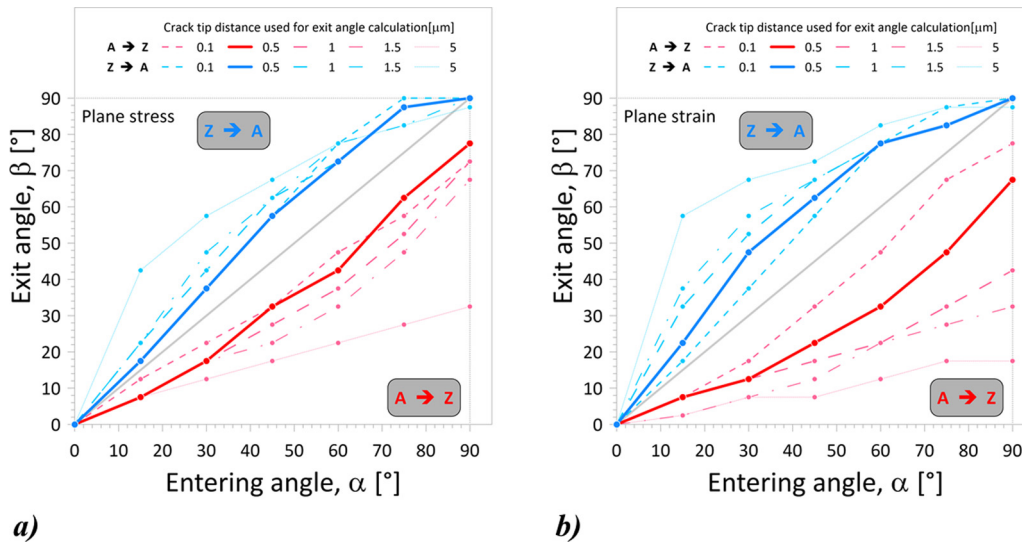 Crack tip distance used for exit angle calculation[μm]
A ➔ Z 0.1 0.5 1 1.5 5
Z ➔ A 0.1 0.5 1 1.5 5
Plane stress
Z ➔ A
A ➔ Z
Exit angle, β [°]
90
80
70
60
50
40
30
20
10
0
0 10 20 30 40 50 60 70 80 90
Entering angle, α [°]
a)
Crack tip distance used for exit angle calculation[μm]
A ➔ Z 0.1 0.5 1 1.5 5
Z ➔ A 0.1 0.5 1 1.5 5
Plane strain
Z ➔ A
A ➔ Z
Exit angle, β [°]
90
80
70
60
50
40
30
20
10
0
0 10 20 30 40 50 60 70 80 90
Entering angle, α [°]
b)